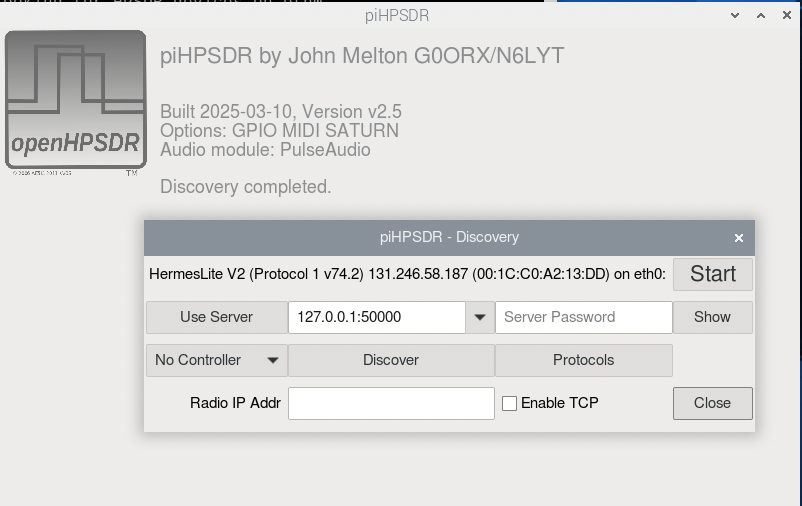 piHPSDR
piHPSDR by John Melton G0ORX/N6LYT
Built 2025-03-10, Version v2.5
Options: GPIO MIDI SATURN
Audio module: PulseAudio
openHPSDR
TM
Discovery completed.
piHPSDR - Discovery
HermesLite V2 (Protocol 1 v74.2) 131.246.58.187 (00:1C:C0:A2:13:DD) on eth0: Start
Use Server 127.0.0.1:50000 Server Password Show
No Controller Discover Protocols
Radio IP Addr Enable TCP Close